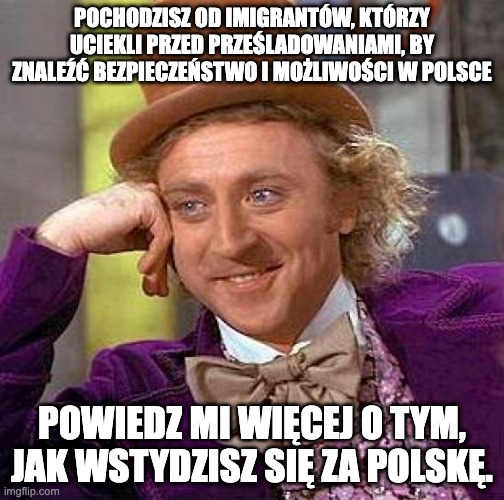 POCHODZISZ OD IMIGRANTÓW, KTÓRZY
UCIEKLI PRZED PRZEŚLADOWANIAMI, BY
ZNALEŹĆ BEZPIECZEŃSTWO I MOŻLIWOŚCI W POLSCE
POWIEDZ MI WIĘCEJ O TYM,
JAK WSTYDZISZ SIĘ ZA POLSKĘ.
imgflip.com